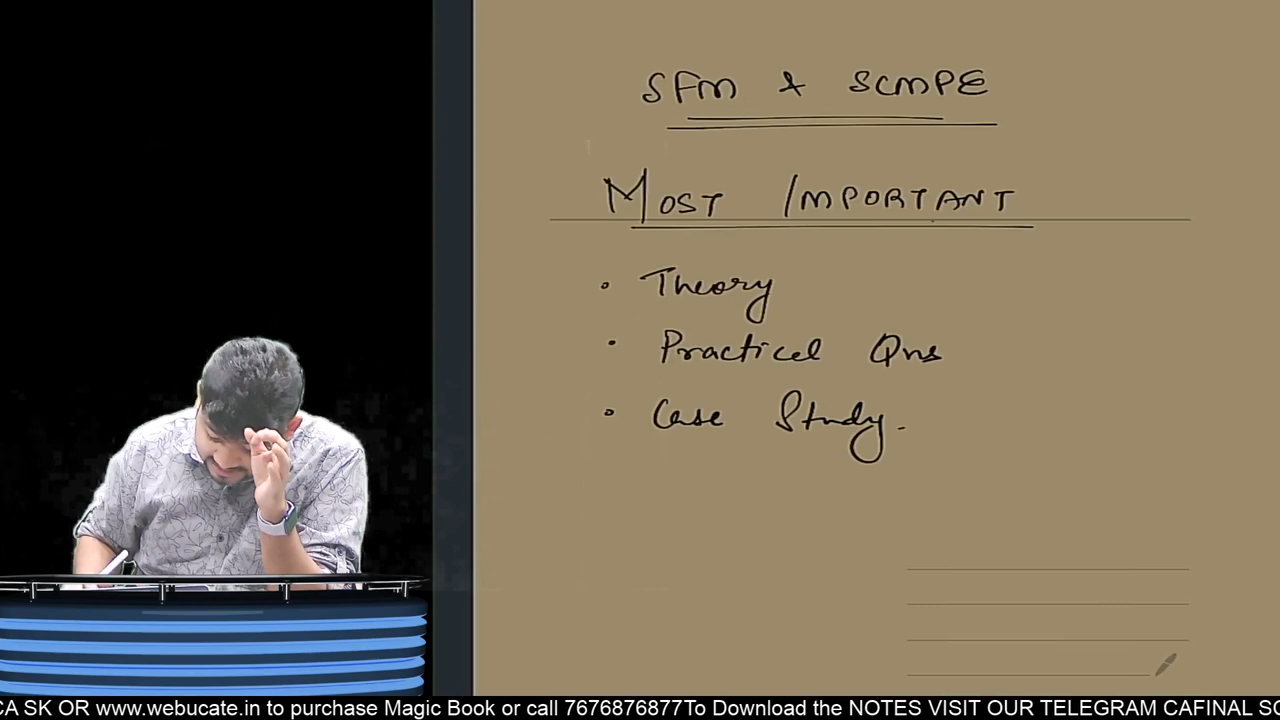 SFM & SCMPE
MOST IMPORTANT
• Theory
• Practical Qns
• Case Study.
CA SK OR www.webucate.in to purchase Magic Book or call 7676876877To Download the NOTES VISIT OUR TELEGRAM CAFINAL SC